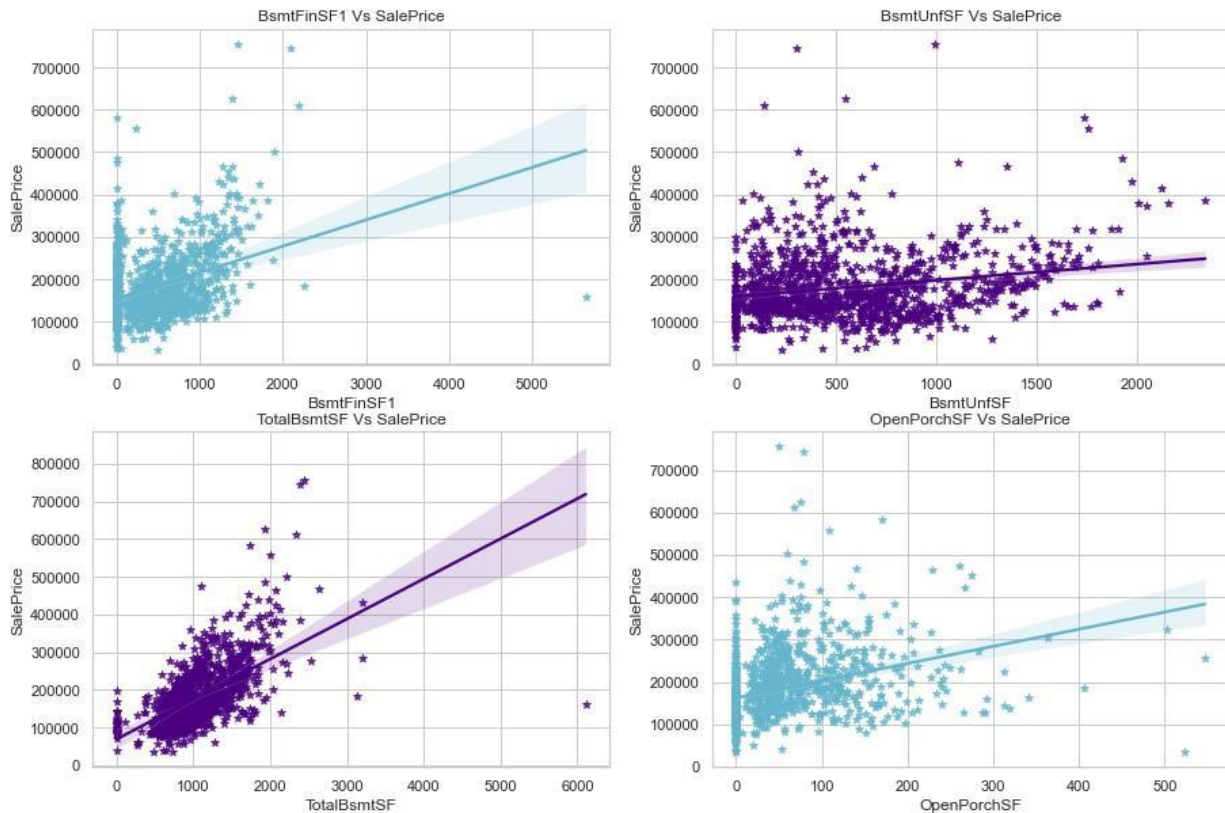 BsmtFinSF1 Vs SalePrice
700000
600000
500000
400000
300000
200000
100000
0
SalePrice
0 1000 2000 3000 4000 5000
BsmtFinSF1
BsmtUnfSF Vs SalePrice
700000
600000
500000
400000
300000
200000
100000
0
SalePrice
0 500 1000 1500 2000
BsmtUnfSF
TotalBsmtSF Vs SalePrice
800000
700000
600000
500000
400000
300000
200000
100000
0
SalePrice
0 1000 2000 3000 4000 5000 6000
TotalBsmtSF
OpenPorchSF Vs SalePrice
700000
600000
500000
400000
300000
200000
100000
0
SalePrice
0 100 200 300 400 500
OpenPorchSF